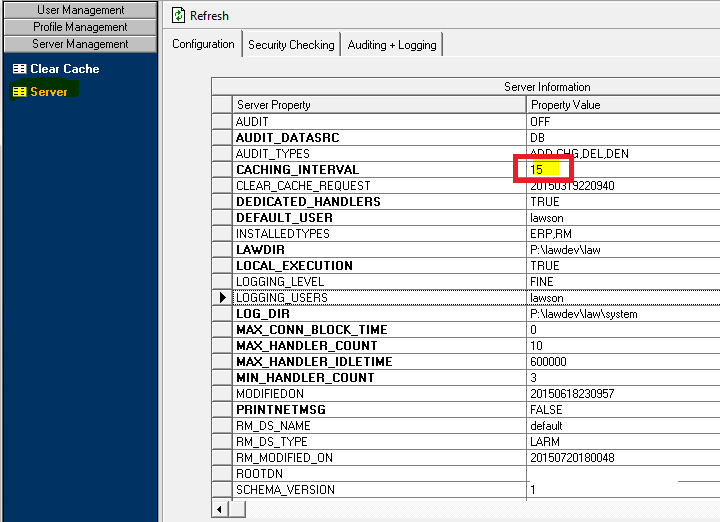 User Management
Profile Management
Server Management
Clear Cache
Server
Refresh
Configuration Security Checking Auditing + Logging
Server Information
Server Property Property Value
AUDIT OFF
AUDIT_DATASRC DB
AUDIT_TYPES ADD,CHG,DEL,DEN
CACHING_INTERVAL 15
CLEAR_CACHE_REQUEST 20150319220940
DEDICATED_HANDLERS TRUE
DEFAULT_USER lawson
INSTALLEDTYPES ERP,RM
LAWDIR P:\lawdev\law
LOCAL_EXECUTION TRUE
LOGGING_LEVEL FINE
LOGGING_USERS lawson
LOG_DIR P:\lawdev\law\system
MAX_CONN_BLOCK_TIME 0
MAX_HANDLER_COUNT 10
MAX_HANDLER_IDLETIME 600000
MIN_HANDLER_COUNT 3
MODIFIEDON 20150618230957
PRINTNETMSG FALSE
RM_DS_NAME default
RM_DS_TYPE LARM
RM_MODIFIED_ON 20150720180048
ROOTDN
SCHEMA_VERSION 1